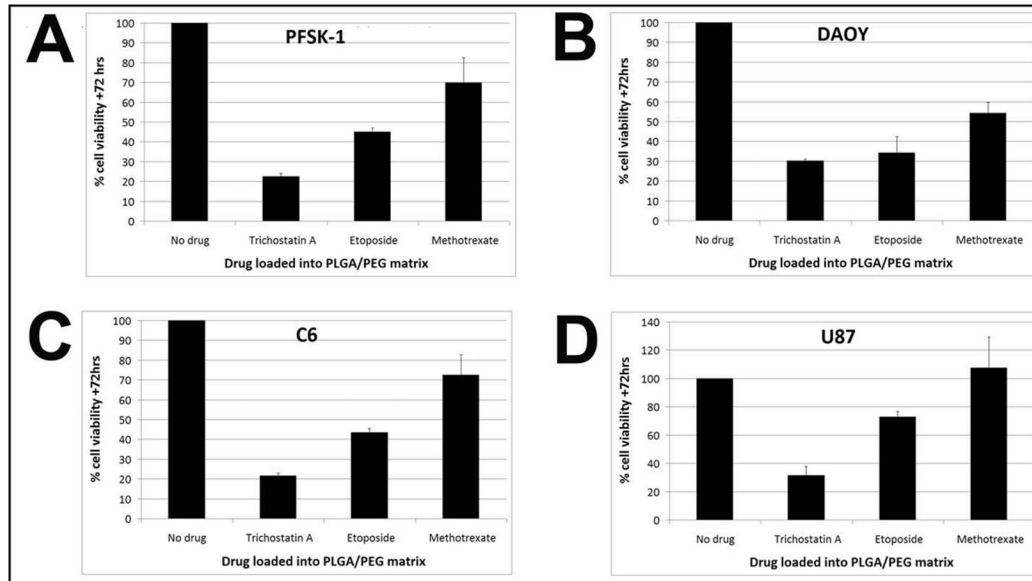 A
PFSK-1
% cell viability +72 hrs
100
90
80
70
60
50
40
30
20
10
0
No drug Trichostatin A Etoposide Methotrexate
Drug loaded into PLGA/PEG matrix
B
DAOY
% cell viability +72hrs
100
90
80
70
60
50
40
30
20
10
0
No drug Trichostatin A Etoposide Methotrexate
Drug loaded into PLGA/PEG matrix
C
C6
% cell viability +72hrs
100
90
80
70
60
50
40
30
20
10
0
No drug Trichostatin A Etoposide Methotrexate
Drug loaded into PLGA/PEG matrix
D
U87
% cell viability +72hrs
140
120
100
80
60
40
20
0
No drug Trichostatin A Etoposide Methotrexate
Drug loaded into PLGA/PEG matrix